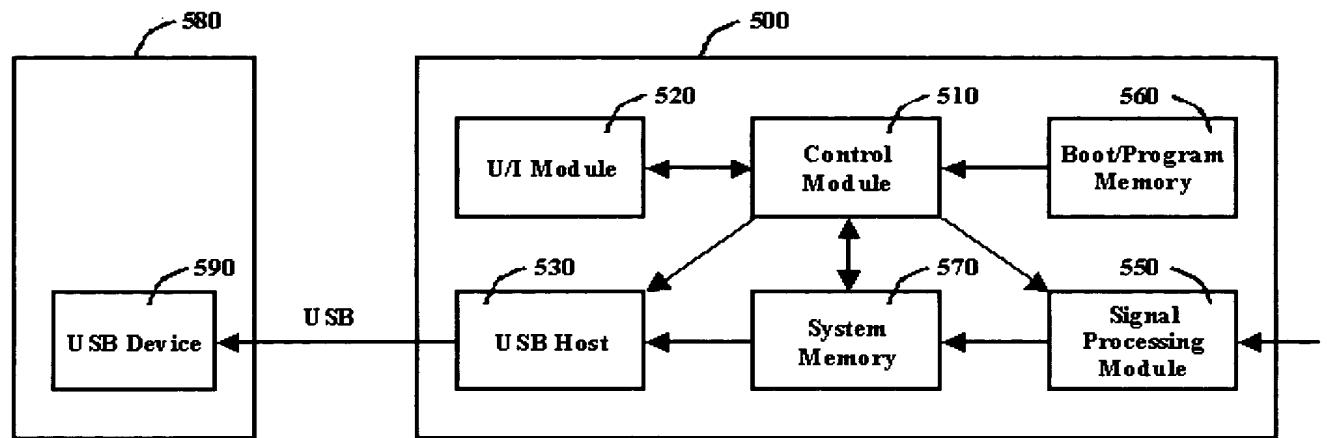 580
500
520
510
560
U/I Module
Control
Module
Boot/Program
Memory
590
530
570
550
USB Device
USB
USB Host
System
Memory
Signal
Processing
Module